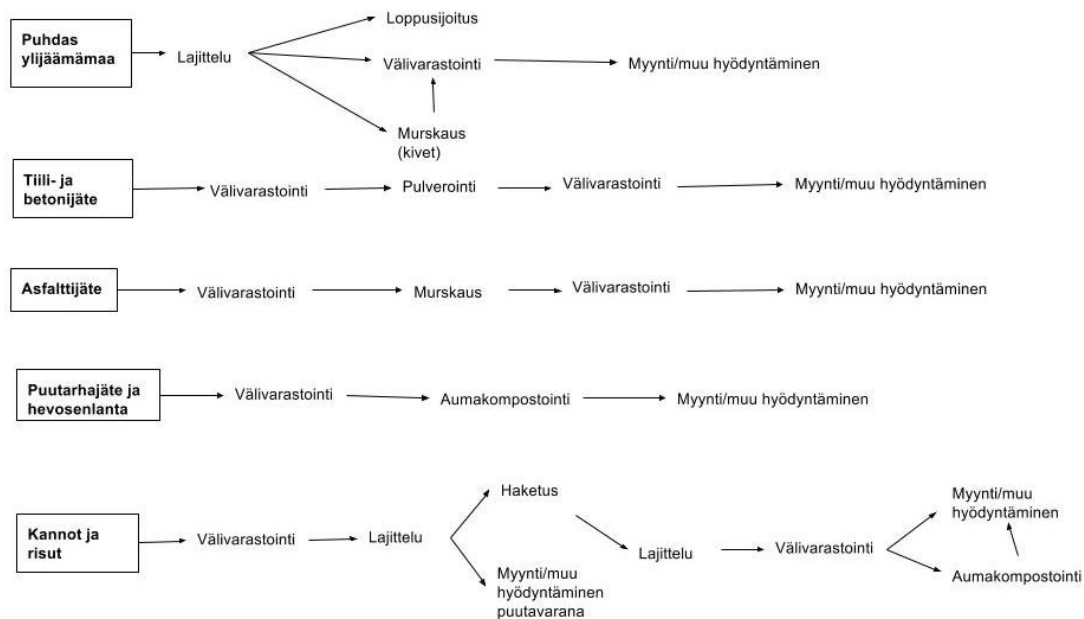 Puhdas
ylijäämämaa
Lajittelu
Loppusijoitus
Välivarastointi
Myynti/muu hyödyntäminen
Murskaus
(kivet)
Tiili- ja
betonijäte
Välivarastointi
Pulverointi
Välivarastointi
Myynti/muu hyödyntäminen
Asfalttijäte
Välivarastointi
Murskaus
Välivarastointi
Myynti/muu hyödyntäminen
Puutarhajäte ja
hevosenlanta
Välivarastointi
Aumakompostointi
Myynti/muu hyödyntäminen
Kannot ja
risut
Välivarastointi
Lajittelu
Haketus
Myynti/muu
hyödyntäminen
puutavarana
Lajittelu
Välivarastointi
Myynti/muu
hyödyntäminen
Aumakompostointi